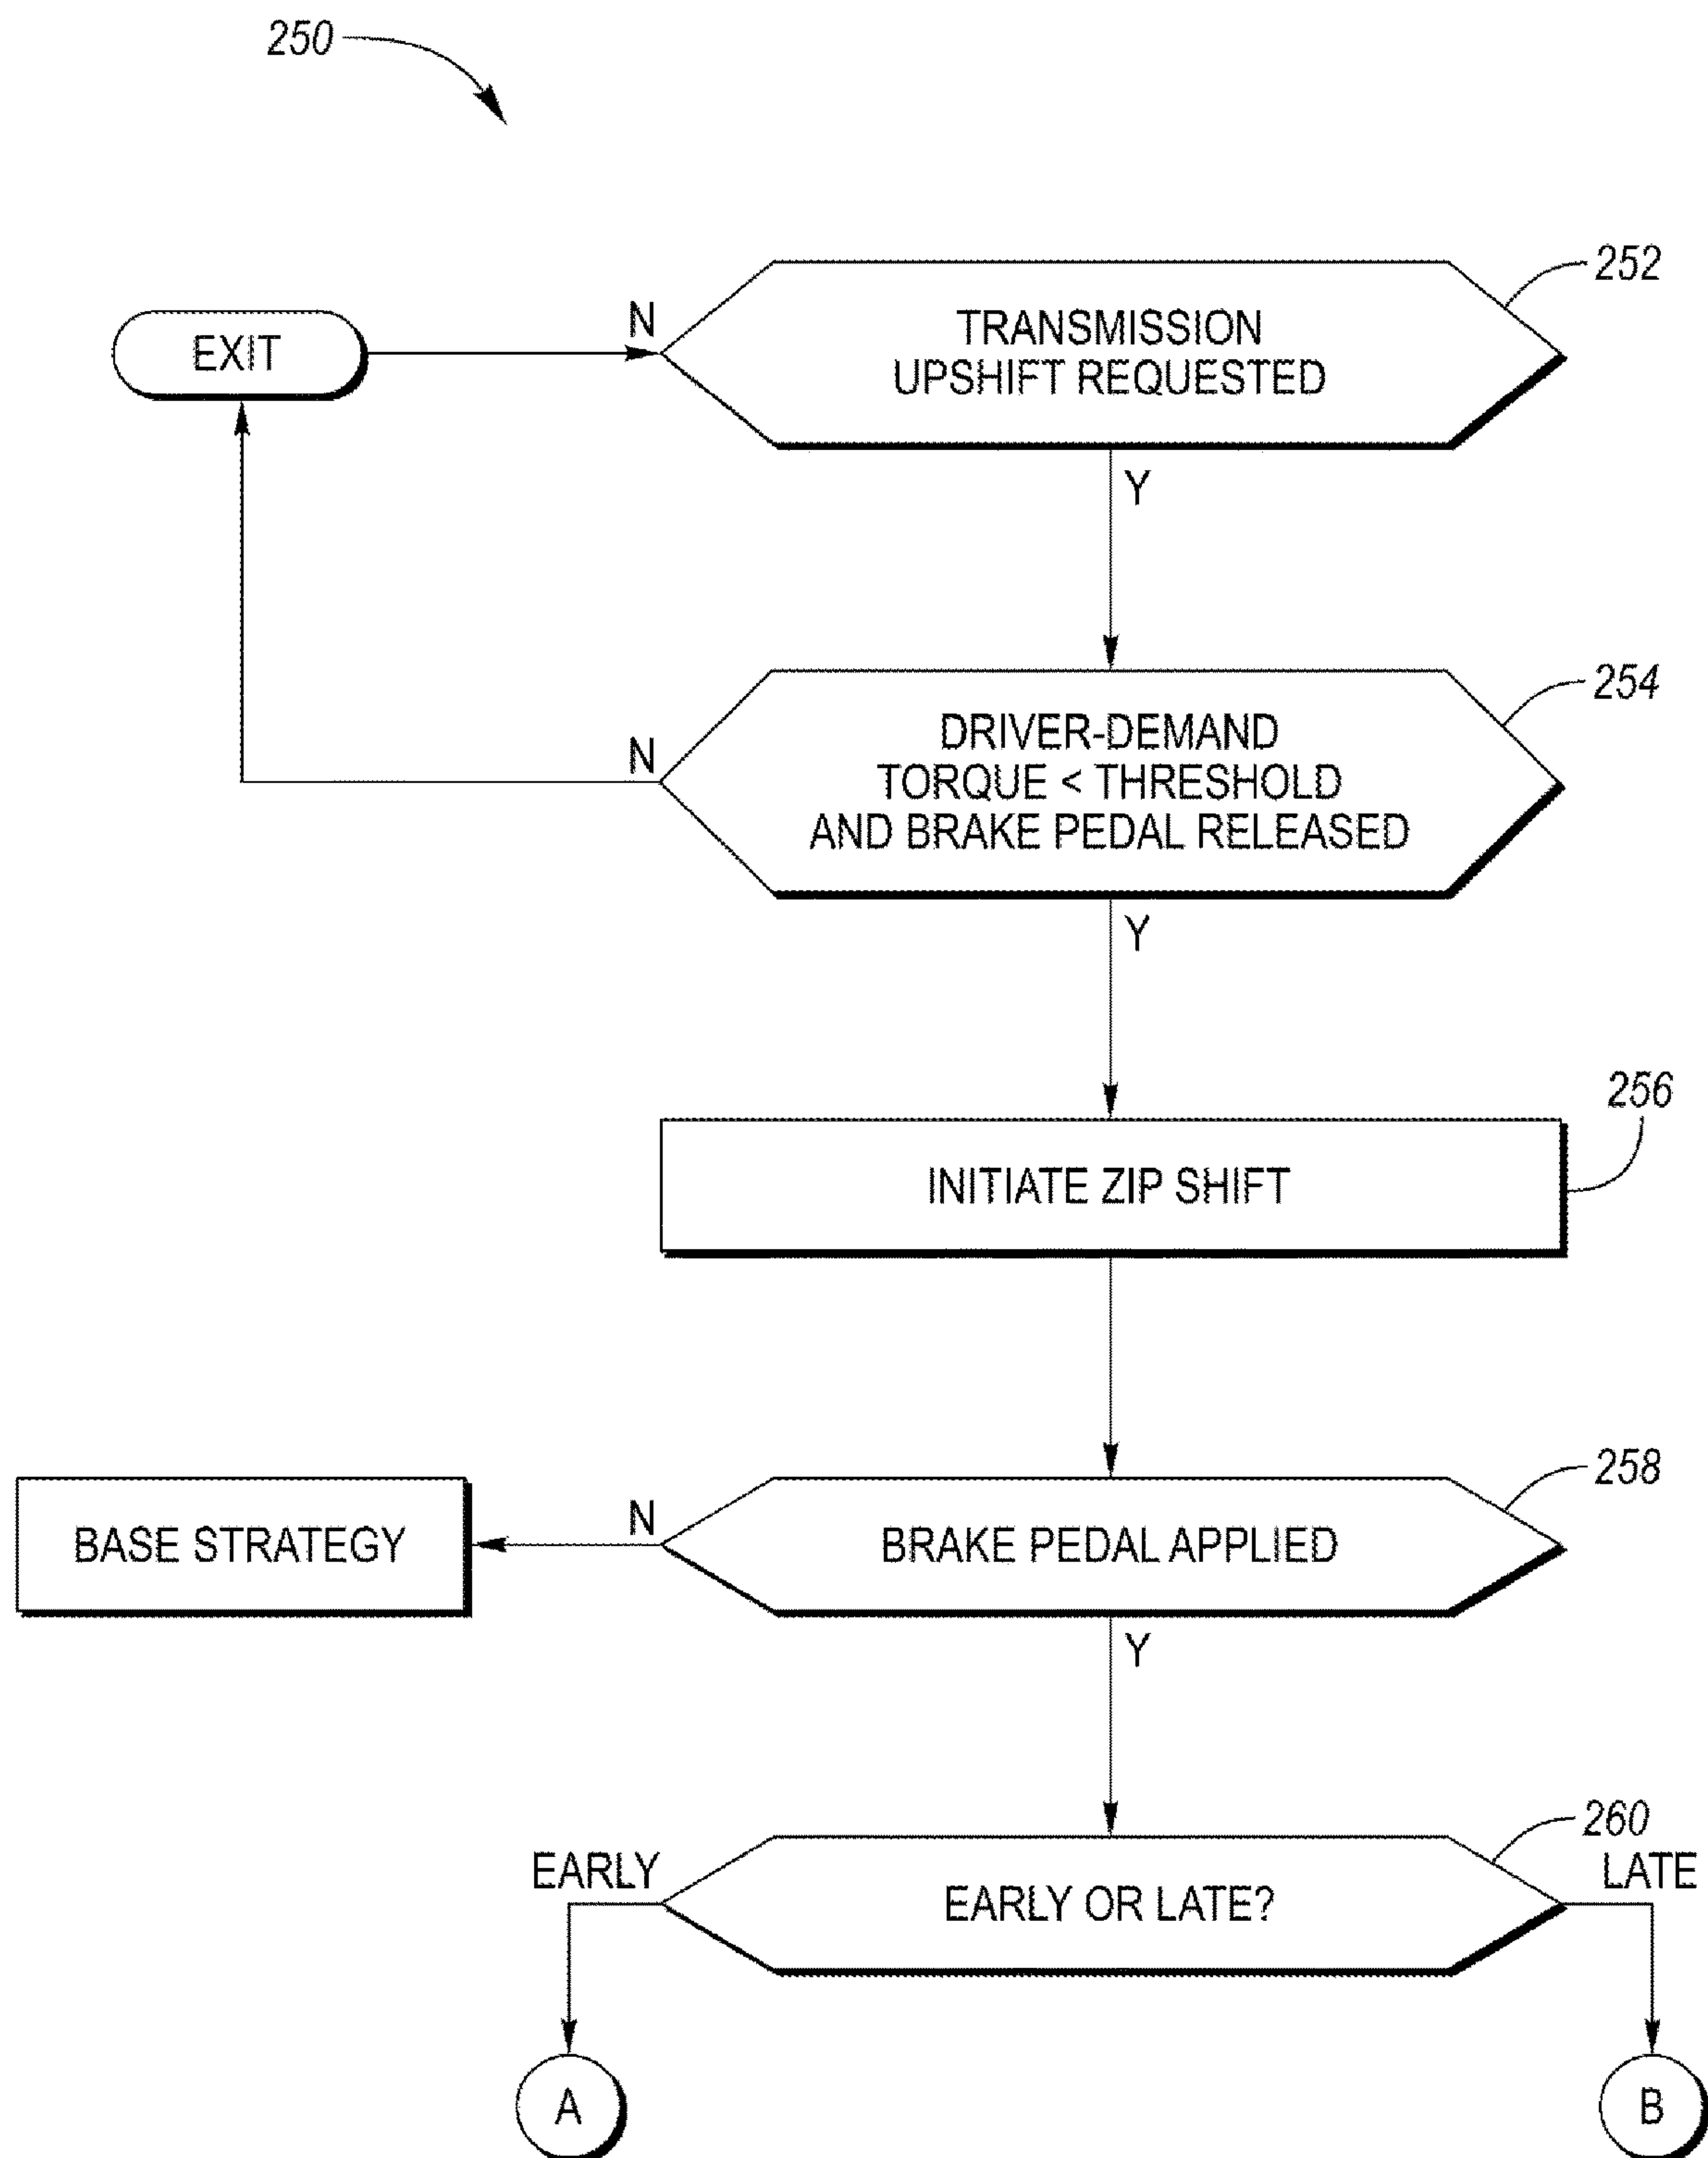 250
252
N
EXIT
TRANSMISSION
UPSHIFT REQUESTED
Y
254
N
DRIVER-DEMAND
TORQUE < THRESHOLD
AND BRAKE PEDAL RELEASED
Y
256
INITIATE ZIP SHIFT
258
N
BASE STRATEGY
BRAKE PEDAL APPLIED
Y
260
EARLY
LATE
EARLY OR LATE?
A
B